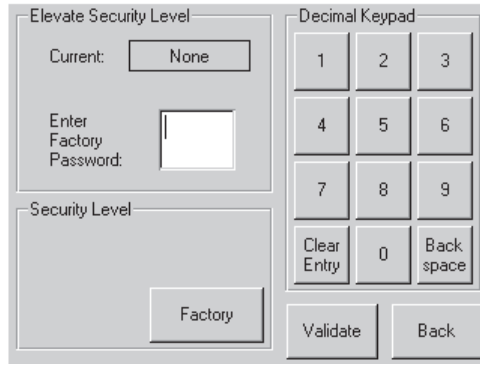 Elevate Security Level
Current: None
Enter
Factory
Password:
Security Level
Factory
Decimal Keypad
1 2 3
4 5 6
7 8 9
Clear
Entry
0
Back
space
Validate Back